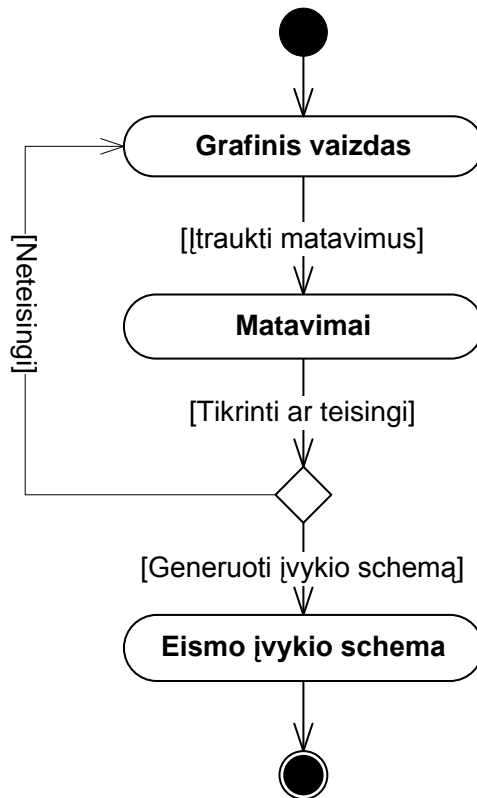 Grafinis vaizdas
[Įtraukti matavimus]
[Neteisingi]
Matavimai
[Tikrinti ar teisingi]
[Generuoti įvykio schemą]
Eismo įvykio schema